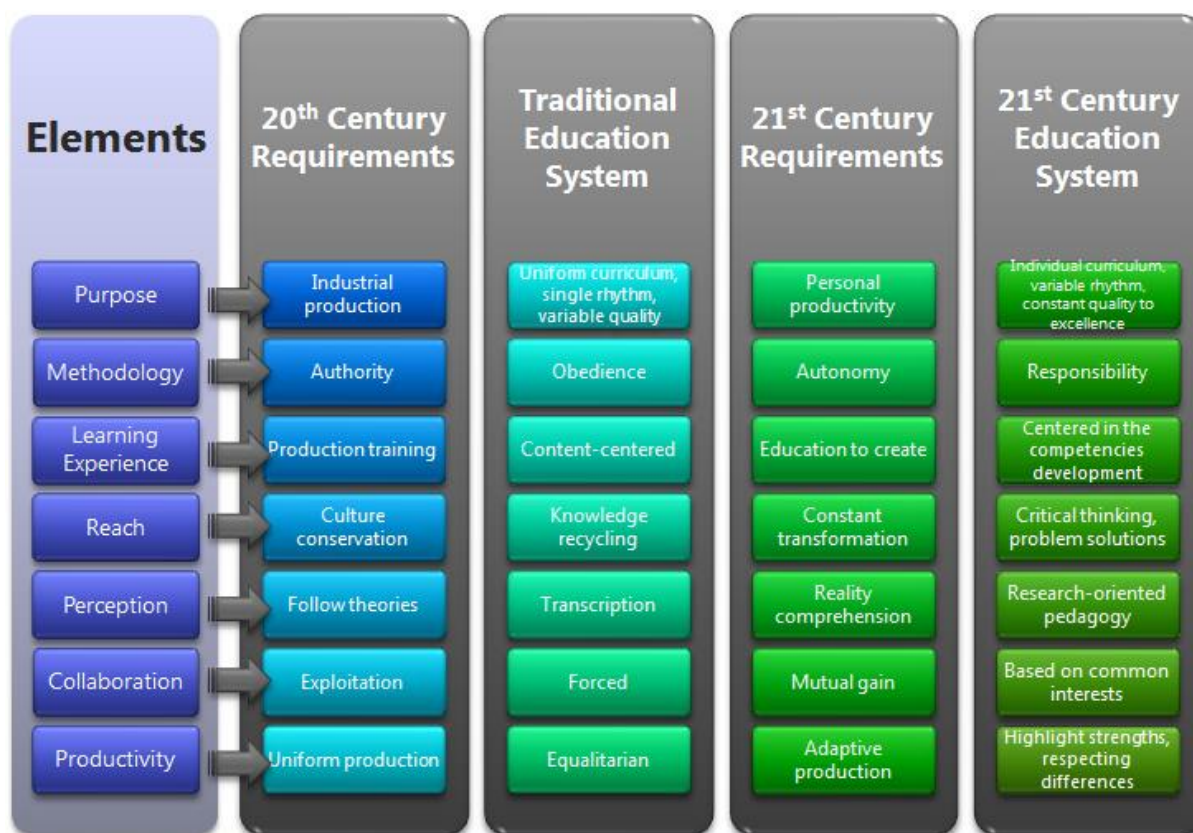 Elements
20th Century
Requirements
Traditional
Education
System
21st Century
Requirements
21st Century
Education
System
Purpose
Industrial
production
Uniform curriculum,
single rhythm,
variable quality
Personal
productivity
Individual curriculum,
variable rhythm,
constant quality to
excellence
Methodology
Authority
Obedience
Autonomy
Responsibility
Learning
Experience
Production training
Content-centered
Education to create
Centered in the
competencies
development
Reach
Culture
conservation
Knowledge
recycling
Constant
transformation
Critical thinking,
problem solutions
Perception
Follow theories
Transcription
Reality
comprehension
Research-oriented
pedagogy
Collaboration
Exploitation
Forced
Mutual gain
Based on common
interests
Productivity
Uniform production
Equalitarian
Adaptive
production
Highlight strengths,
respecting
differences